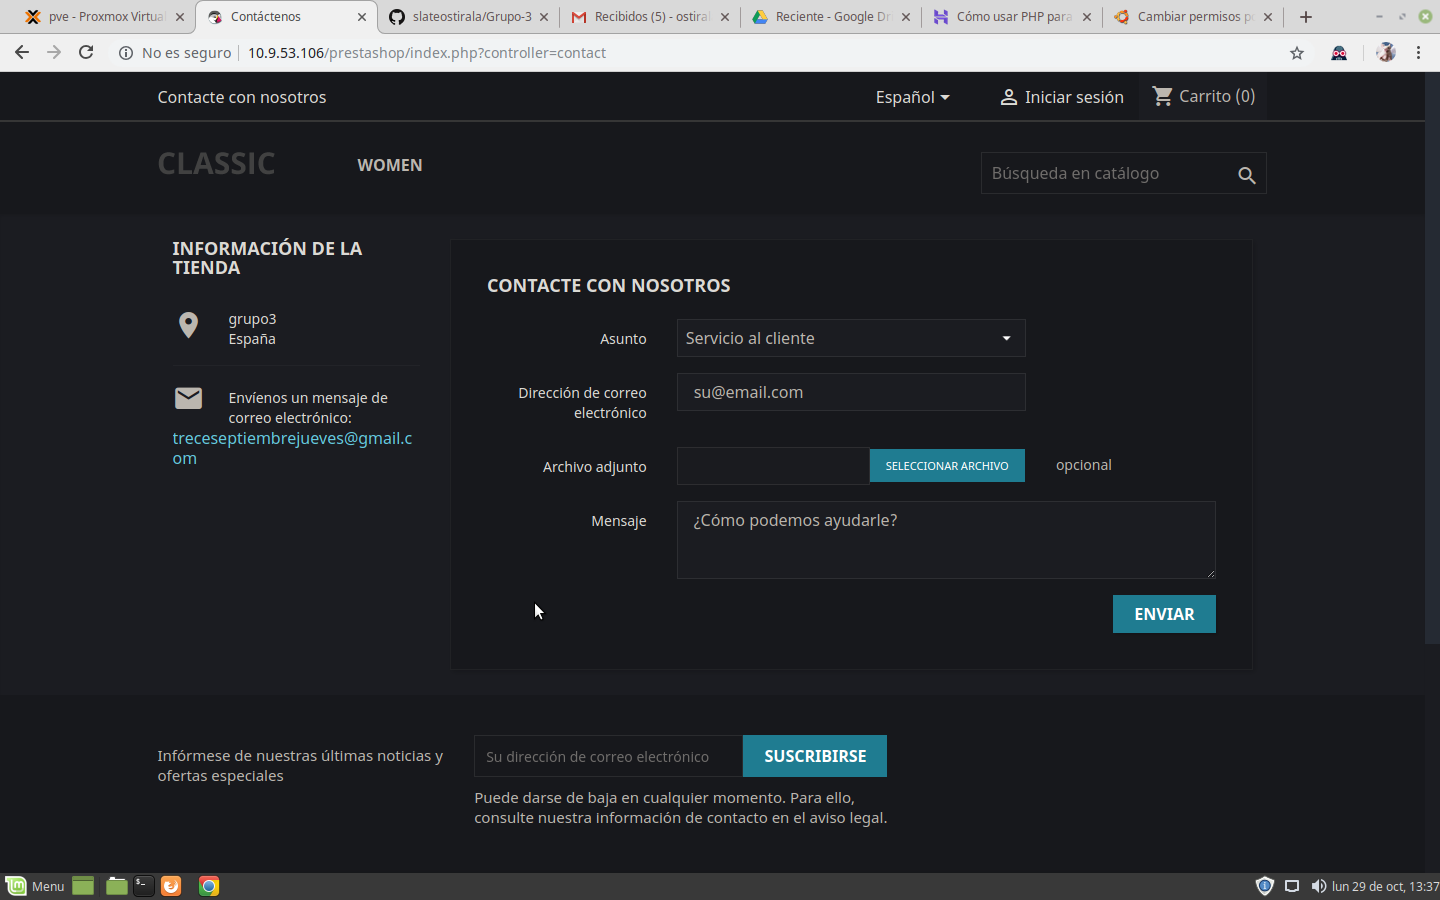 pve - Proxmox Virtual
Contáctenos
slateostirala/Grupo-3
Recibidos (5) - ostiral
Reciente - Google Dri
Cómo usar PHP para
Cambiar permisos po
No es seguro
10.9.53.106/prestashop/index.php?controller=contact
Contacte con nosotros
Español
Iniciar sesión
Carrito (0)
CLASSIC
WOMEN
Búsqueda en catálogo
INFORMACIÓN DE LA
TIENDA
grupo3
España
Envíenos un mensaje de
correo electrónico:
treceseptiembrejueves@gmail.c
om
CONTACTE CON NOSOTROS
Asunto
Servicio al cliente
Dirección de correo
electrónico
su@email.com
Archivo adjunto
SELECCIONAR ARCHIVO
opcional
Mensaje
¿Cómo podemos ayudarle?
ENVIAR
Infórmese de nuestras últimas noticias y
ofertas especiales
Su dirección de correo electrónico
SUSCRIBIRSE
Puede darse de baja en cualquier momento. Para ello,
consulte nuestra información de contacto en el aviso legal.
Menu
lun 29 de oct, 13:37